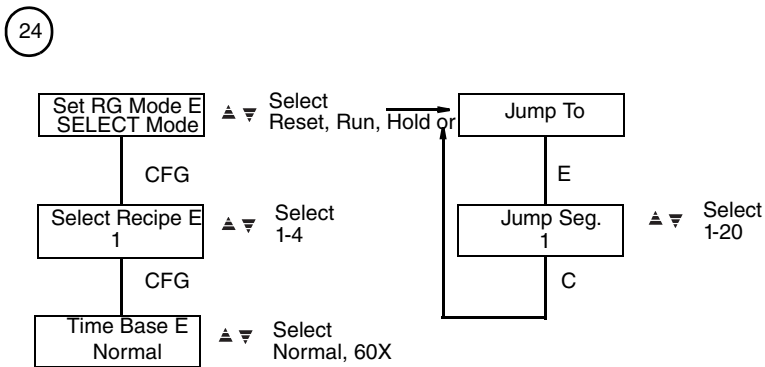 24
Set RG Mode E
SELECT Mode
Select
Reset, Run, Hold or
Jump To
CFG
E
Select Recipe E
1
Select
1-4
Jump Seg.
1
Select
1-20
CFG
C
Time Base E
Normal
Select
Normal, 60X